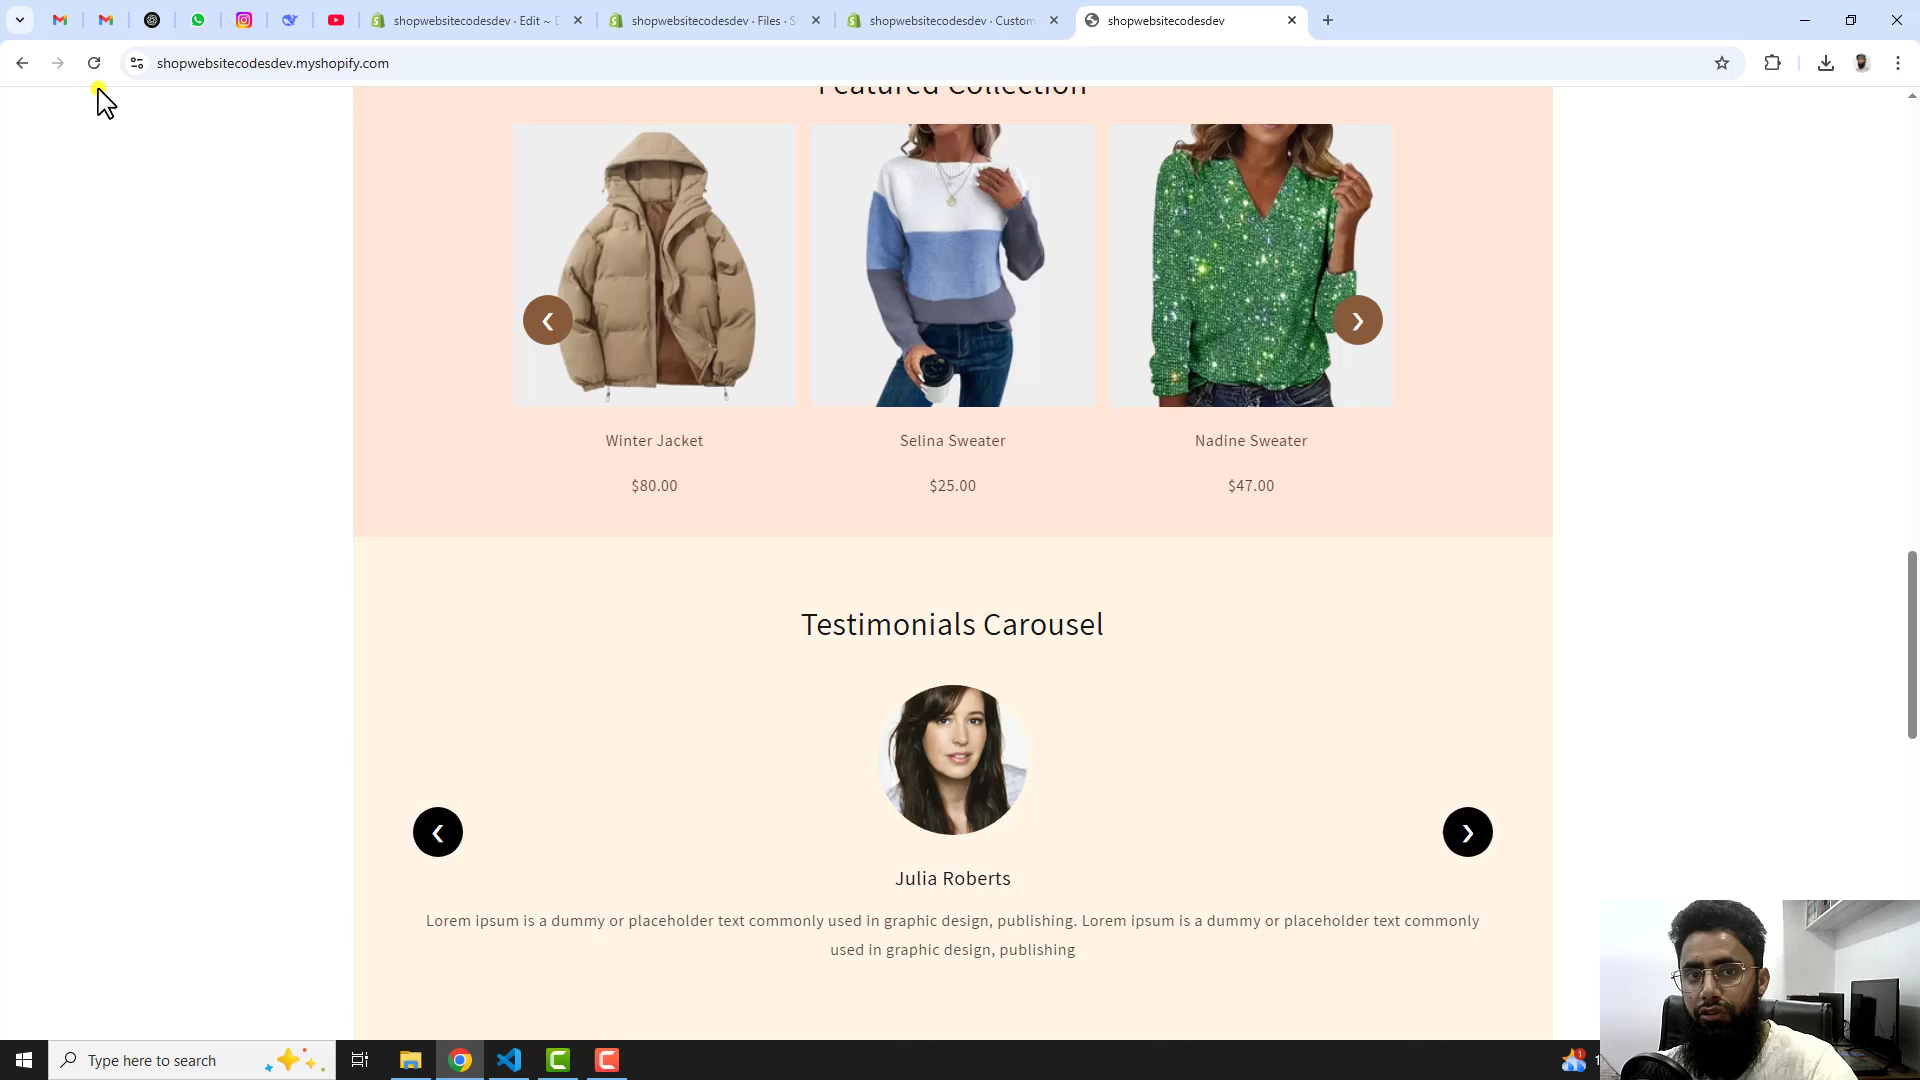 shopwebsitecodesdev · Edit ~ D
shopwebsitecodesdev · Files · S
shopwebsitecodesdev · Custom
shopwebsitecodesdev
shopwebsitecodesdev.myshopify.com
Featured Collection
Winter Jacket
Selina Sweater
Nadine Sweater
$80.00
$25.00
$47.00
Testimonials Carousel
Julia Roberts
Lorem ipsum is a dummy or placeholder text commonly used in graphic design, publishing. Lorem ipsum is a dummy or placeholder text commonly
used in graphic design, publishing
Type here to search